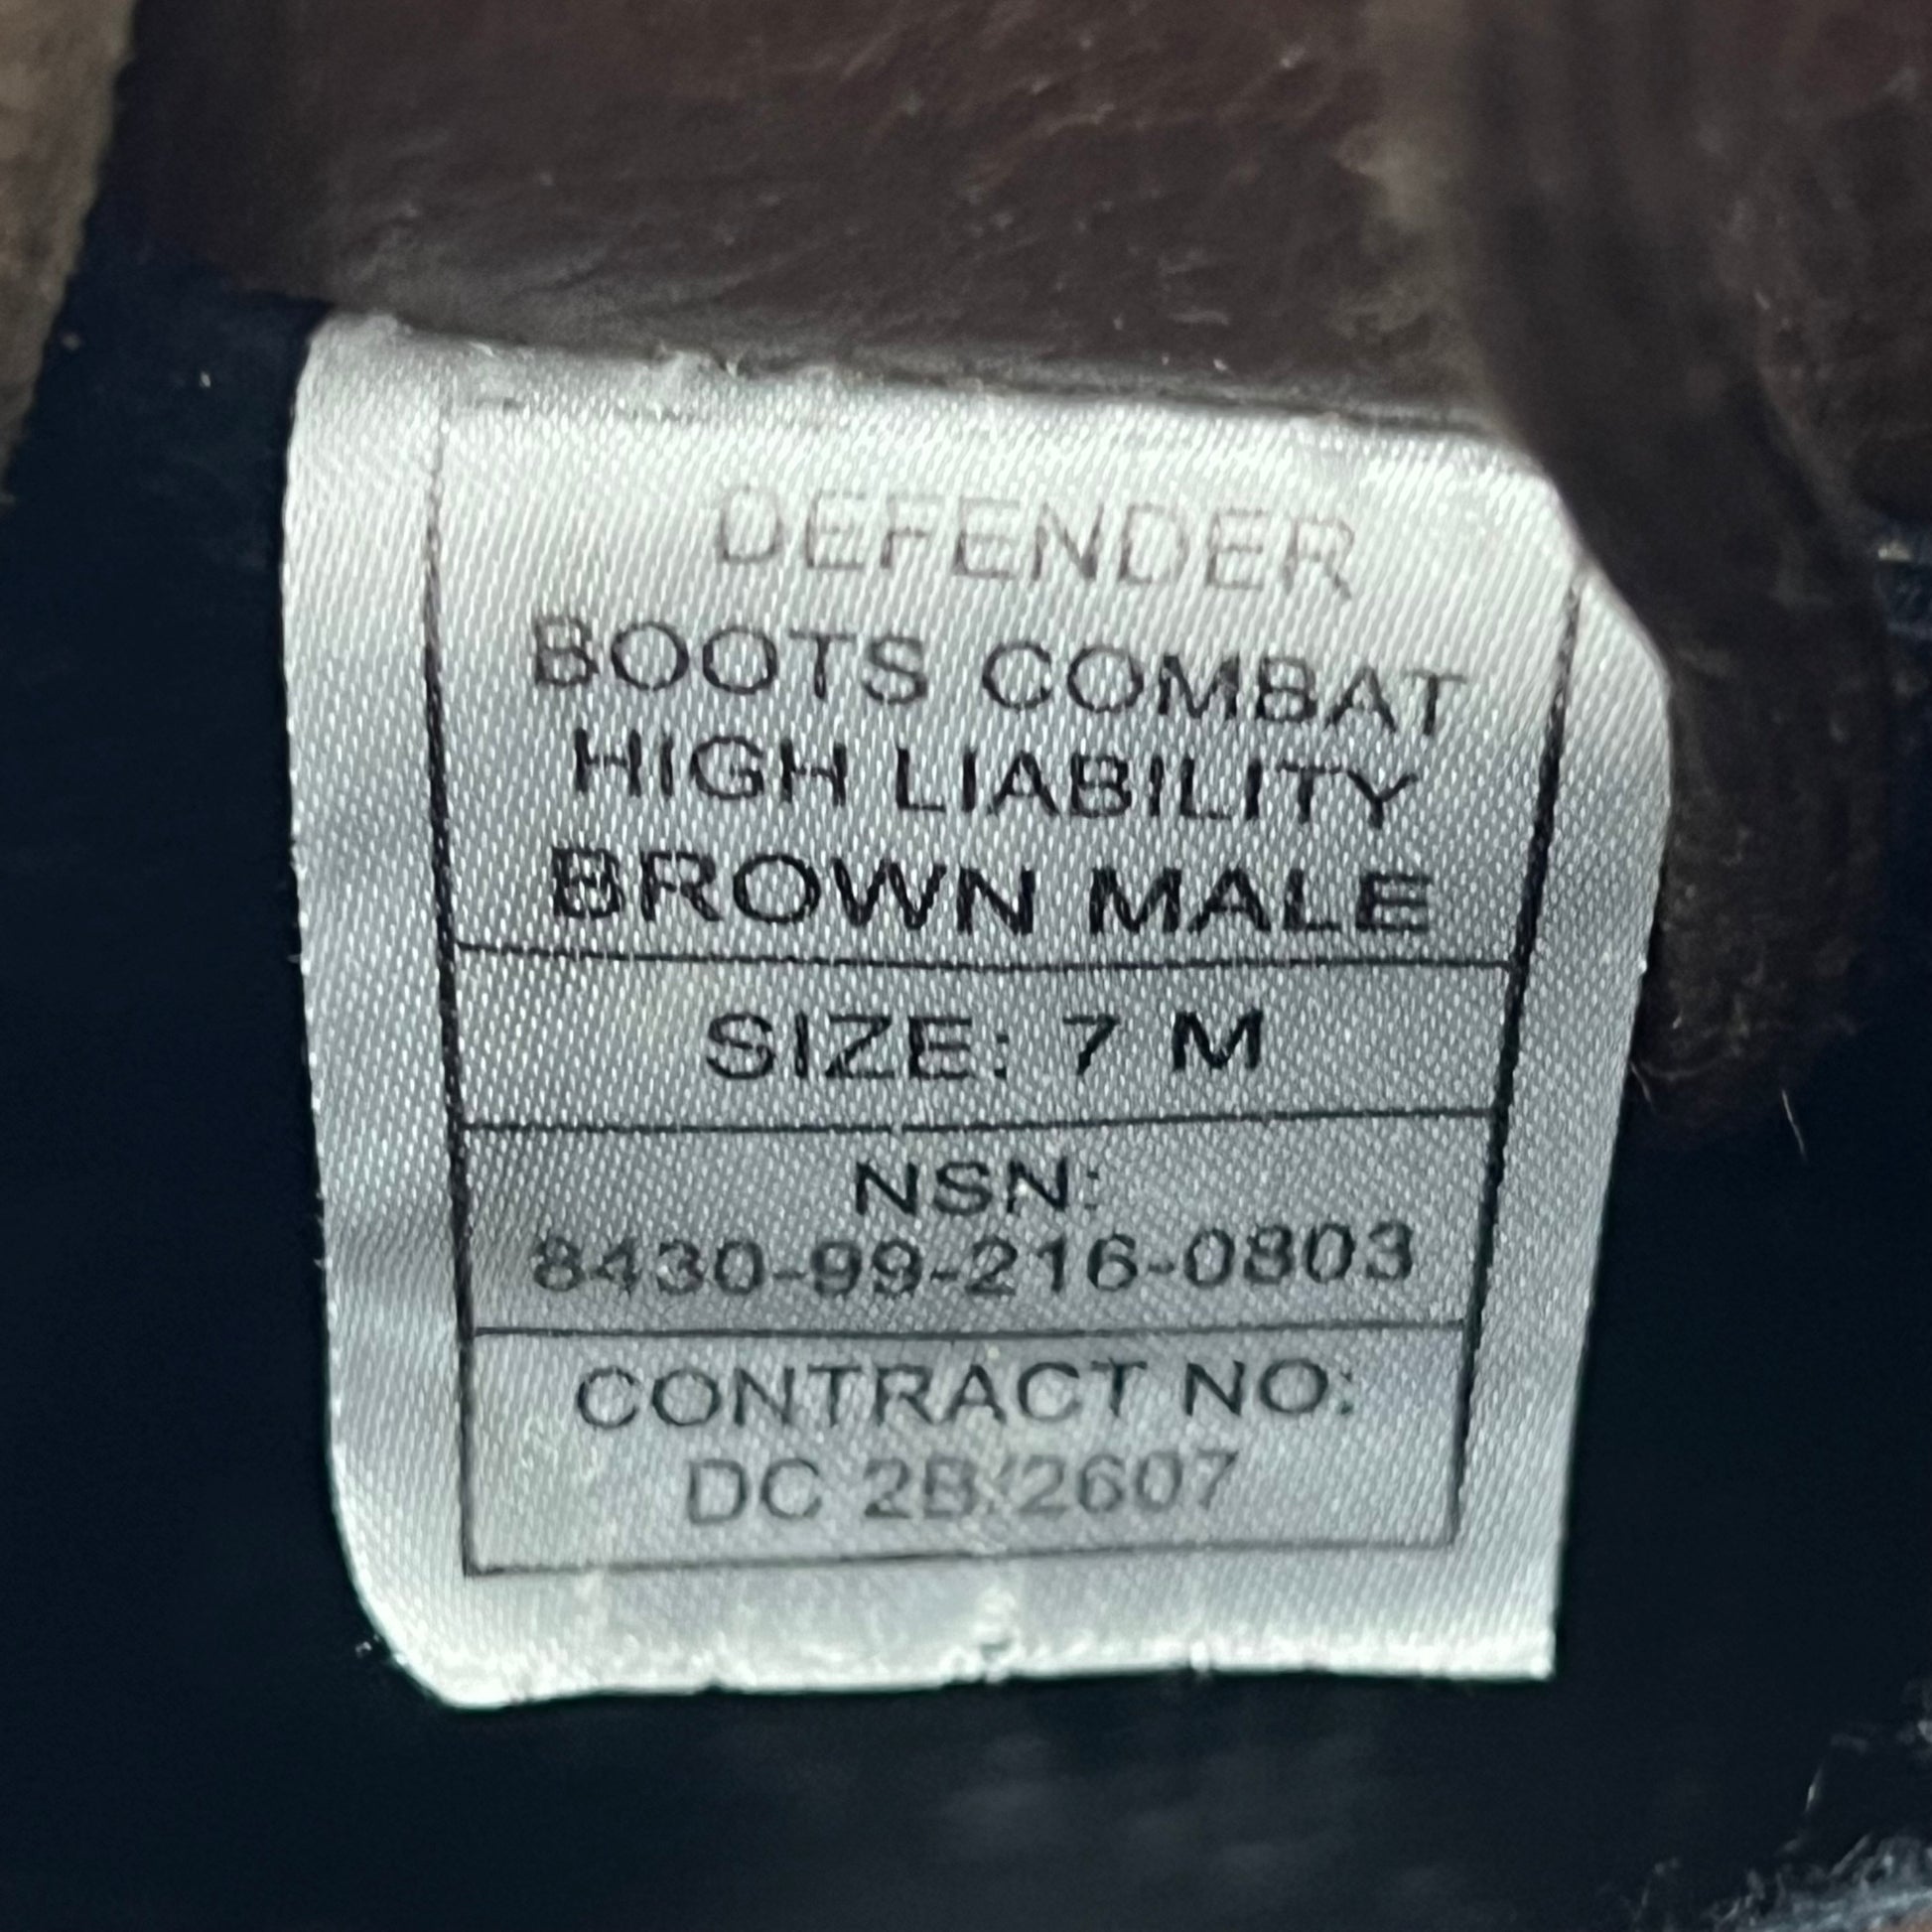 DEFENDER
BOOTS COMBAT
HIGH LIABILITY
BROWN MALE
SIZE: 7 M
NSN:
8430-99-216-0803
CONTRACT NO:
DC 2B/2607